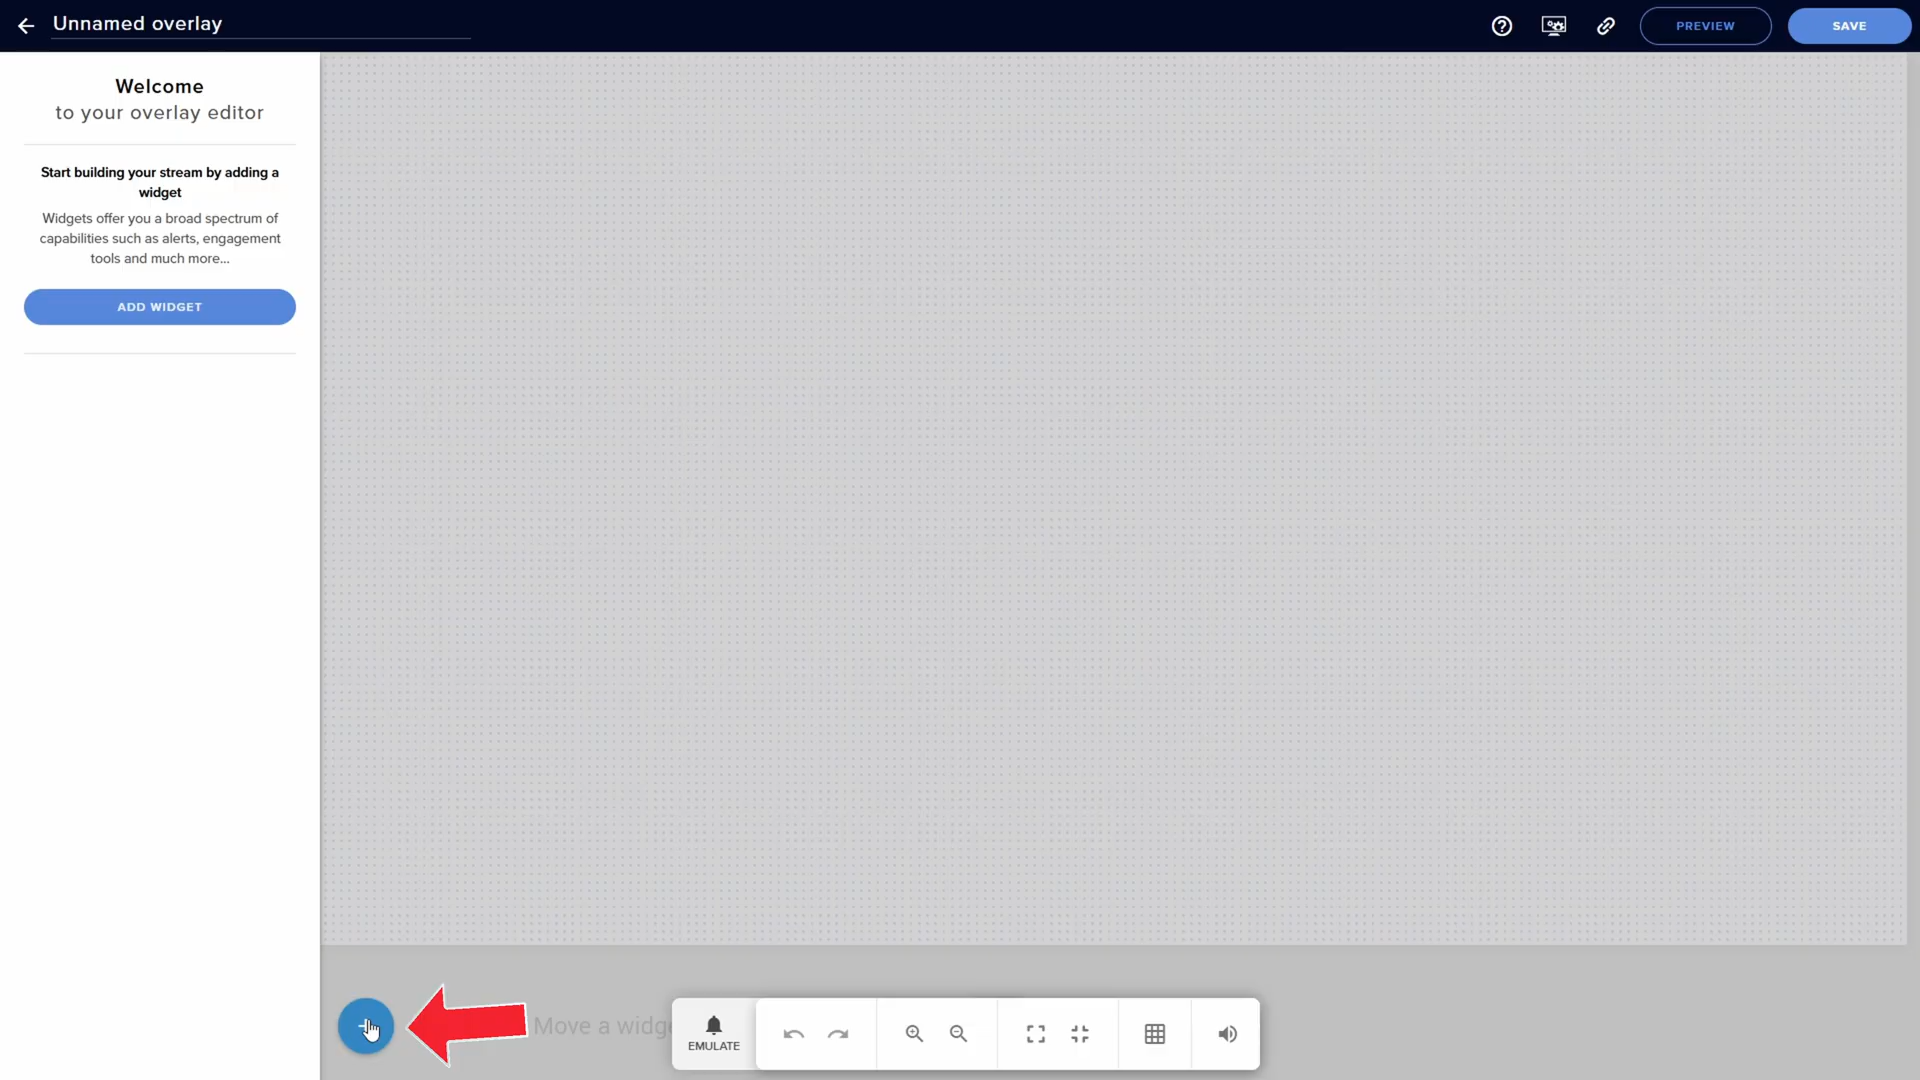 Unnamed overlay
PREVIEW
SAVE
Welcome
to your overlay editor
Start building your stream by adding a
widget
Widgets offer you a broad spectrum of
capabilities such as alerts, engagement
tools and much more...
ADD WIDGET
Move a
EMULATE